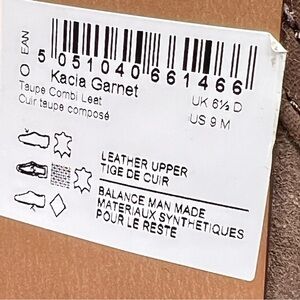 EAN
5 051040 661466
O Kacia Garnet
Taupe Combi Leat
Cuir taupe composé
UK 6½ D
US 9 M
LEATHER UPPER
TIGE DE CUIR
BALANCE MAN MADE
MATERIAUX SYNTHETIQUES
POUR LE RESTE